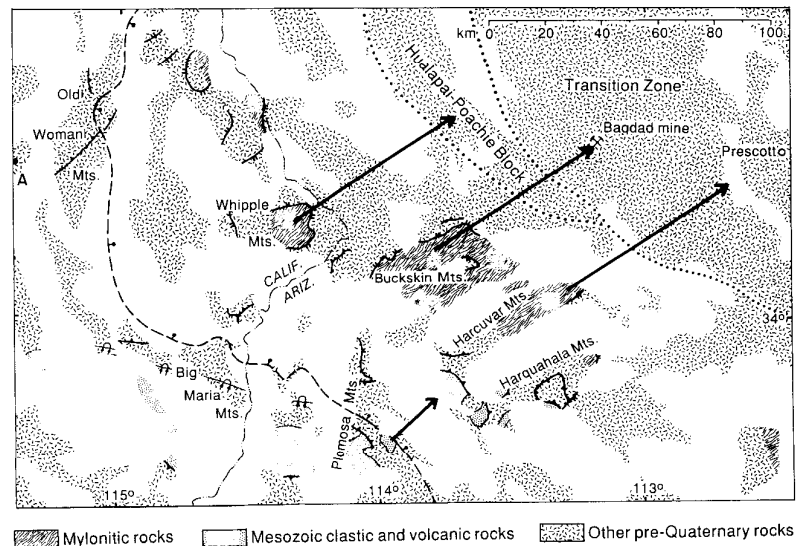 km 0 20 40 60 80 100
Hualapai-Poachie Block
Transition Zone
Old
Woman
Mts.
A
Bagdad mine
Prescott
Whipple
Mts.
CALIF.
ARIZ.
Buckskin Mts.
Harcuvar Mts.
34°
Harquahala Mts.
Big
Maria
Mts.
Plomosa Mts.
115°
114°
113°
Mylonitic rocks
Mesozoic clastic and volcanic rocks
Other pre-Quaternary rocks